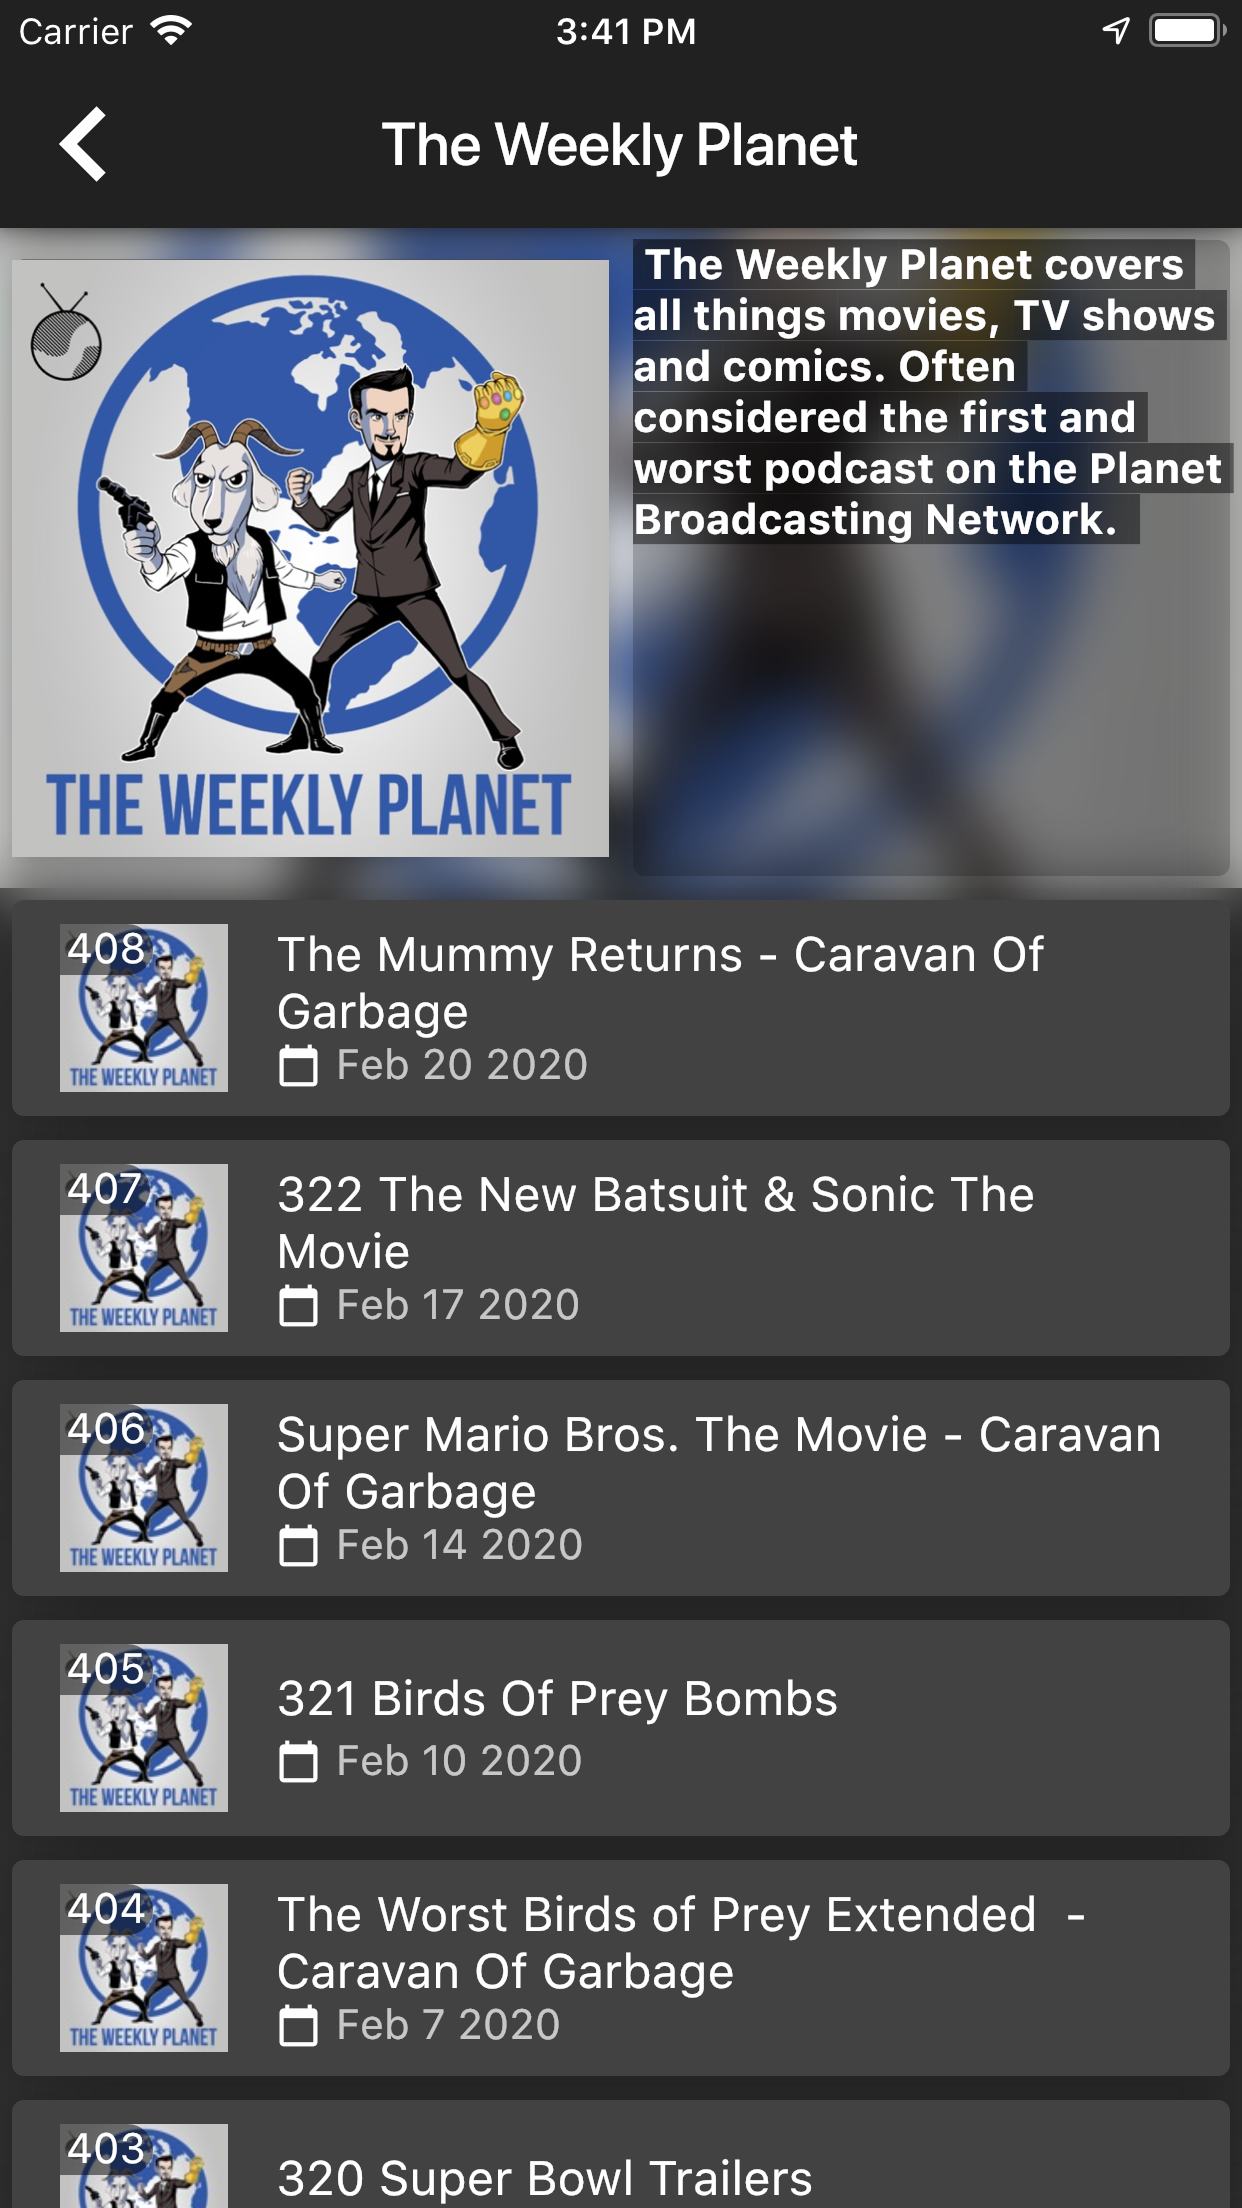 Carrier 3:41 PM
The Weekly Planet
THE WEEKLY PLANET
The Weekly Planet covers
all things movies, TV shows
and comics. Often
considered the first and
worst podcast on the Planet
Broadcasting Network.
408
THE WEEKLY PLANET
The Mummy Returns - Caravan Of
Garbage
Feb 20 2020
407
THE WEEKLY PLANET
322 The New Batsuit & Sonic The
Movie
Feb 17 2020
406
THE WEEKLY PLANET
Super Mario Bros. The Movie - Caravan
Of Garbage
Feb 14 2020
405
THE WEEKLY PLANET
321 Birds Of Prey Bombs
Feb 10 2020
404
THE WEEKLY PLANET
The Worst Birds of Prey Extended  -
Caravan Of Garbage
Feb 7 2020
403
320 Super Bowl Trailers